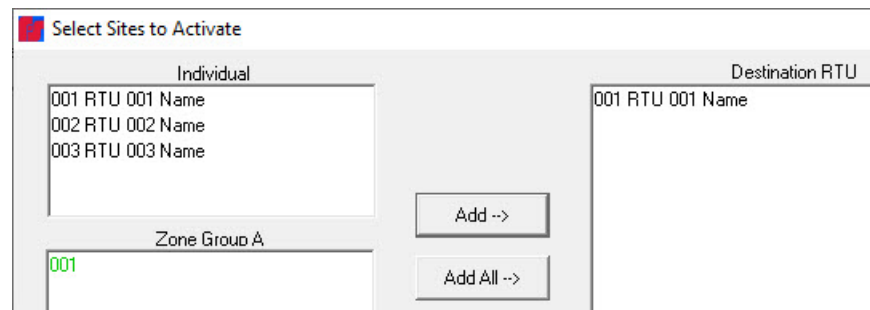 Select Sites to Activate
Individual
001 RTU 001 Name
002 RTU 002 Name
003 RTU 003 Name
Zone Group A
001
Add -->
Add All -->
Destination RTU
001 RTU 001 Name